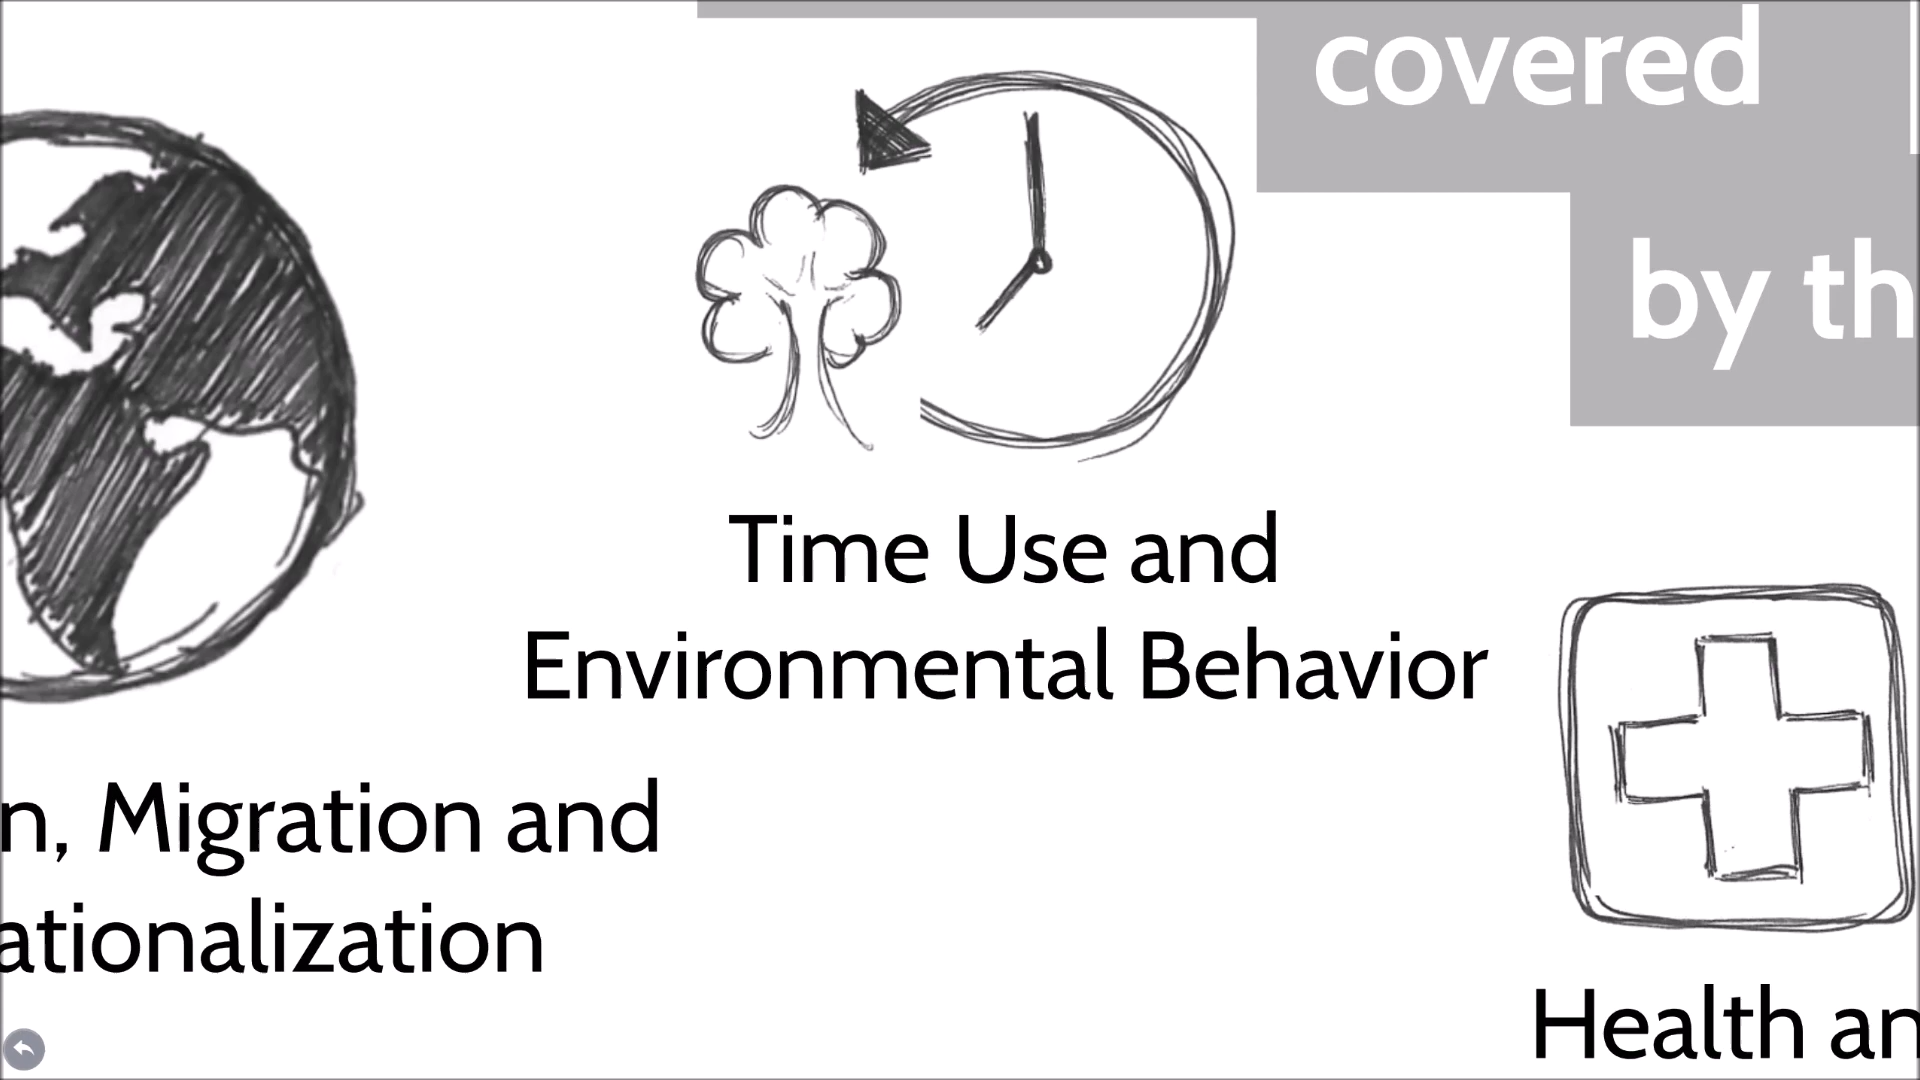 covered
by th
Time Use and
Environmental Behavior
n, Migration and
ationalization
Health an